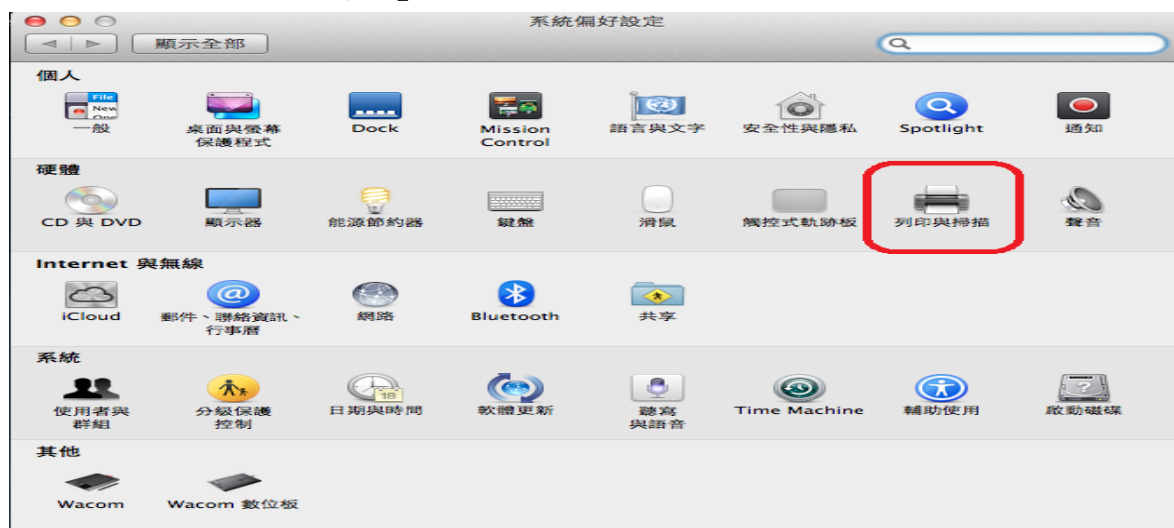 系統偏好設定
顯示全部
個人
File
New
One
一般
桌面與螢幕
保護程式
Dock
Mission
Control
語言與文字
安全性與隱私
Spotlight
通知
硬體
CD 與 DVD
顯示器
能源節約器
鍵盤
滑鼠
觸控式軌跡板
列印與掃描
聲音
Internet 與無線
iCloud
郵件、聯絡資訊、
行事曆
網路
Bluetooth
共享
系統
使用者與
群組
分級保護
控制
18
日期與時間
軟體更新
聽寫
與語音
Time Machine
輔助使用
啟動磁碟
其他
Wacom
Wacom 數位板